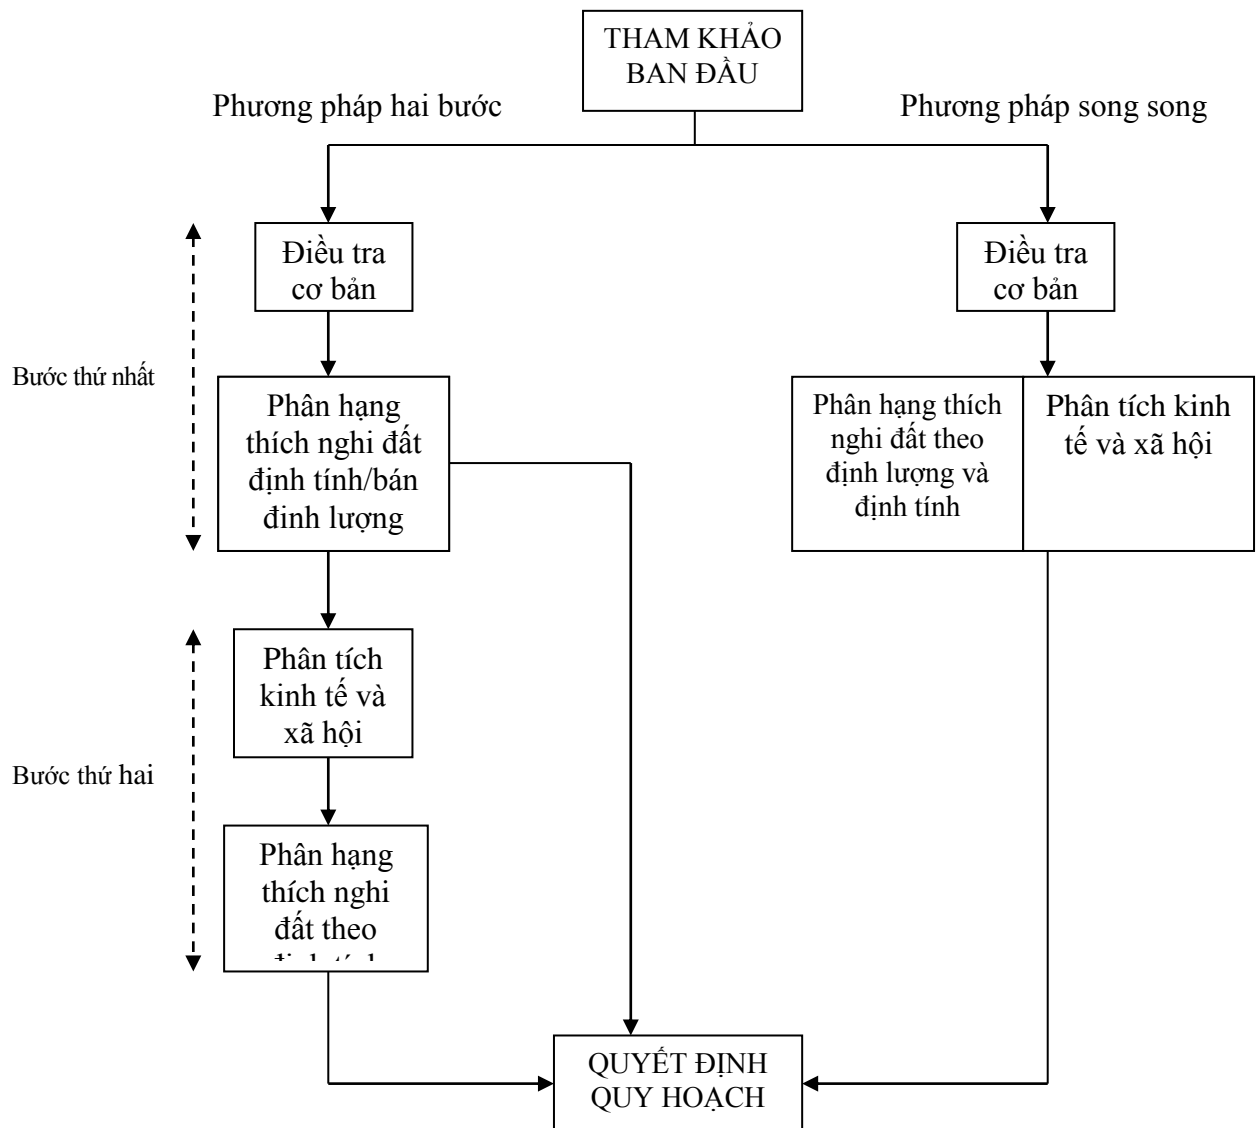 THAM KHẢO
BAN ĐẦU
Phương pháp hai bước
Phương pháp song song
Điều tra
cơ bản
Điều tra
cơ bản
Bước thứ nhất
Phân hạng
thích nghi đất
định tính/bán
đinh lượng
Phân hạng thích
nghi đất theo
định lượng và
định tính
Phân tích kinh
tế và xã hội
Phân tích
kinh tế và
xã hội
Bước thứ hai
Phân hạng
thích nghi
đất theo
QUYẾT ĐỊNH
QUY HOẠCH